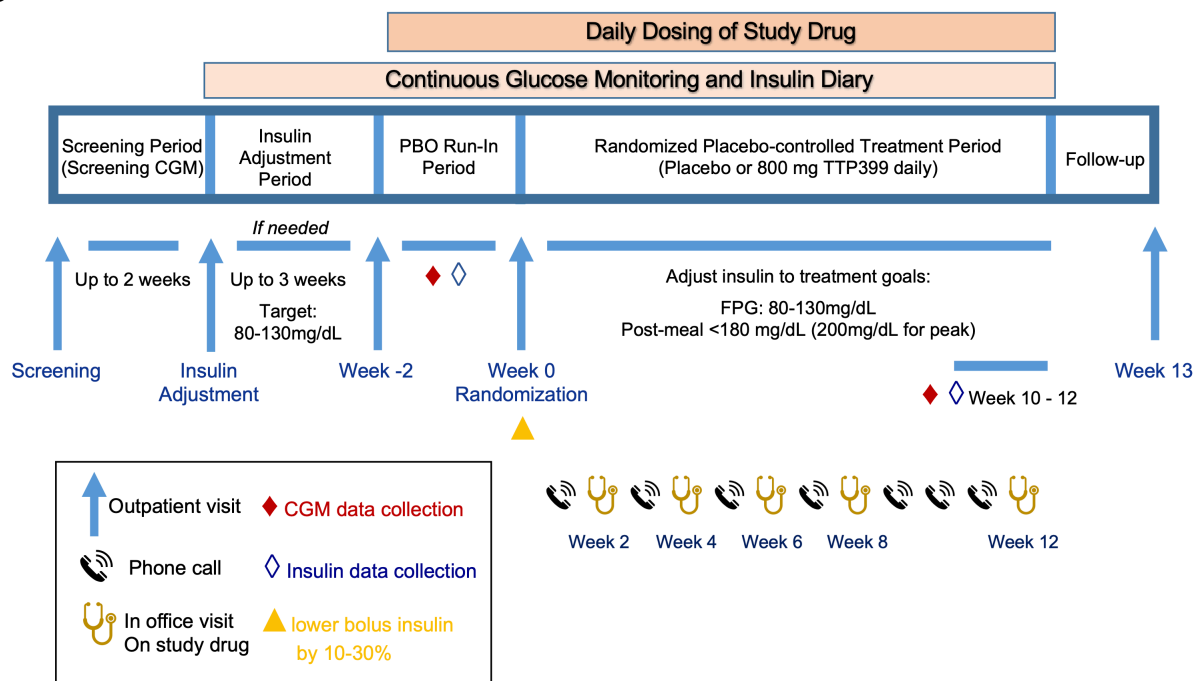 Daily Dosing of Study Drug
Continuous Glucose Monitoring and Insulin Diary
Screening Period
(Screening CGM)
Insulin
Adjustment
Period
PBO Run-In
Period
Randomized Placebo-controlled Treatment Period
(Placebo or 800 mg TTP399 daily)
Follow-up
If needed
Up to 2 weeks
Up to 3 weeks
Target:
80-130mg/dL
Adjust insulin to treatment goals:
FPG: 80-130mg/dL
Post-meal <180 mg/dL (200mg/dL for peak)
Screening
Insulin
Adjustment
Week -2
Week 0
Randomization
Week 10 - 12
Week 13
Week 2
Week 4
Week 6
Week 8
Week 12
Outpatient visit
CGM data collection
Phone call
Insulin data collection
In office visit
On study drug
lower bolus insulin
by 10-30%